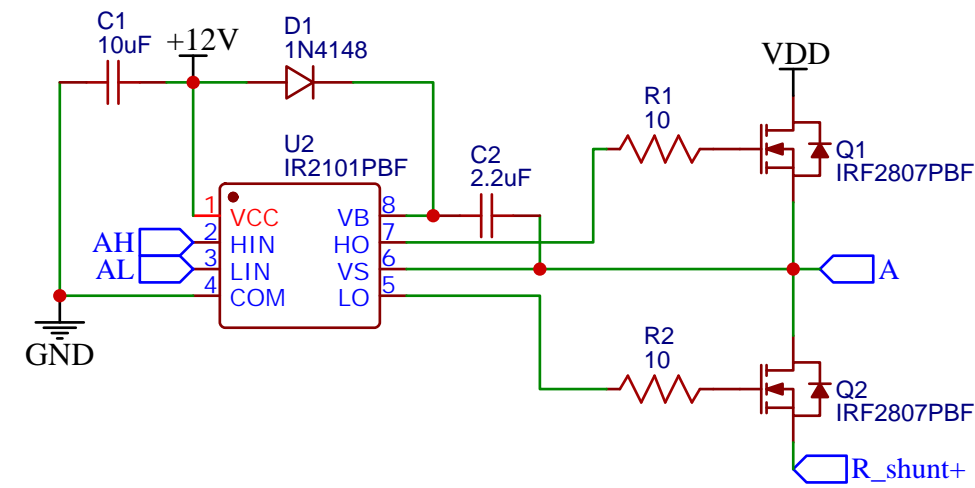 C1
10uF
+12V
D1
1N4148
VDD
R1
10
Q1
IRF2807PBF
U2
IR2101PBF
C2
2.2uF
1 VCC VB 8
AH 2 HIN HO 7
AL 3 LIN VS 6 A
4 COM LO 5
GND
R2
10
Q2
IRF2807PBF
R_shunt+